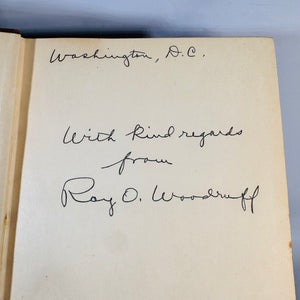 Washington, D.C.
With kind regards
from
Roy O. Woodruff